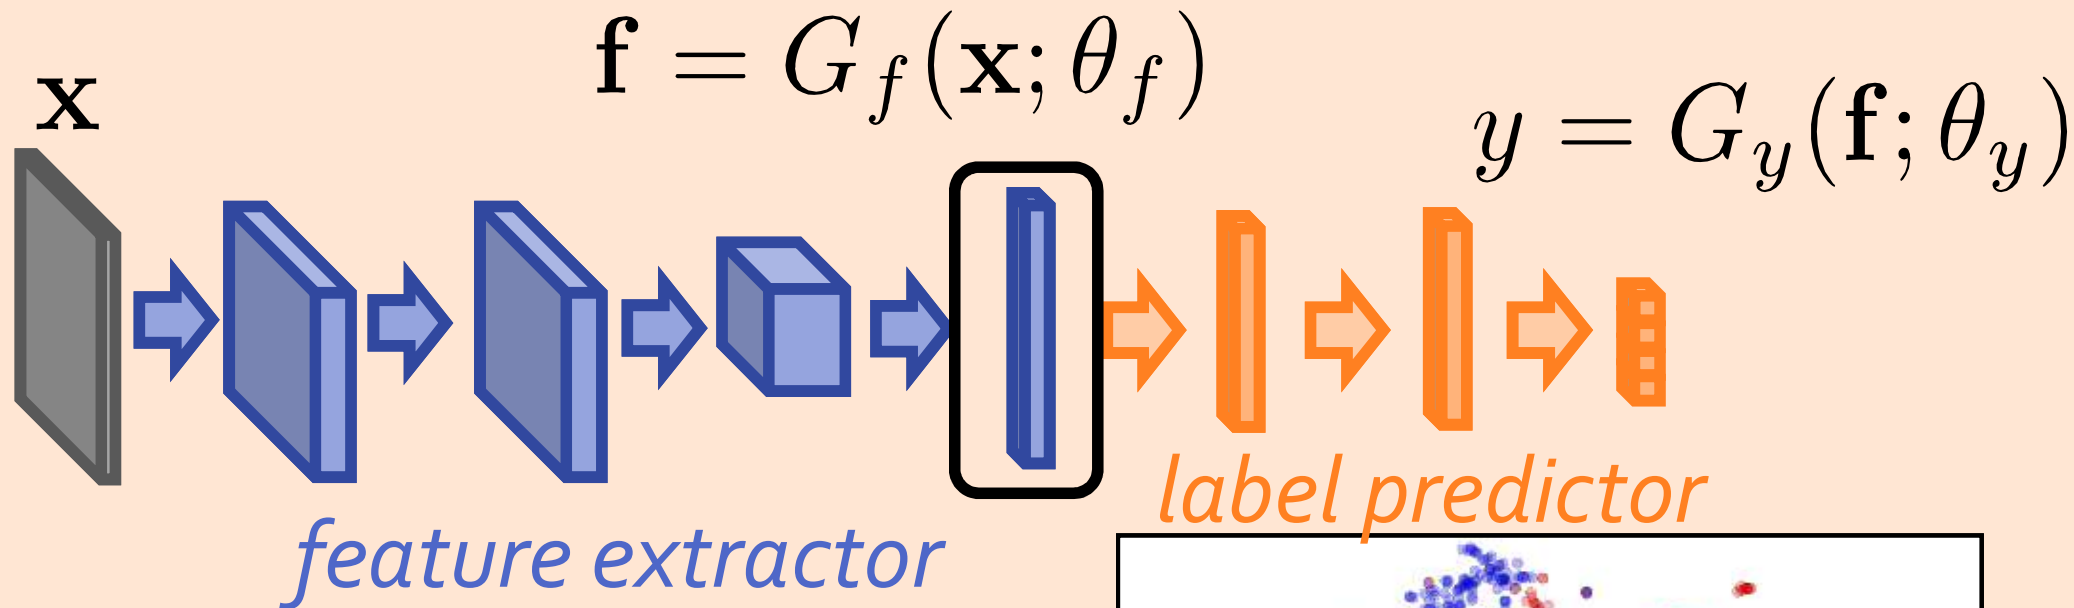 x
f = G_f(x; θ_f)
y = G_y(f; θ_y)
label predictor
feature extractor